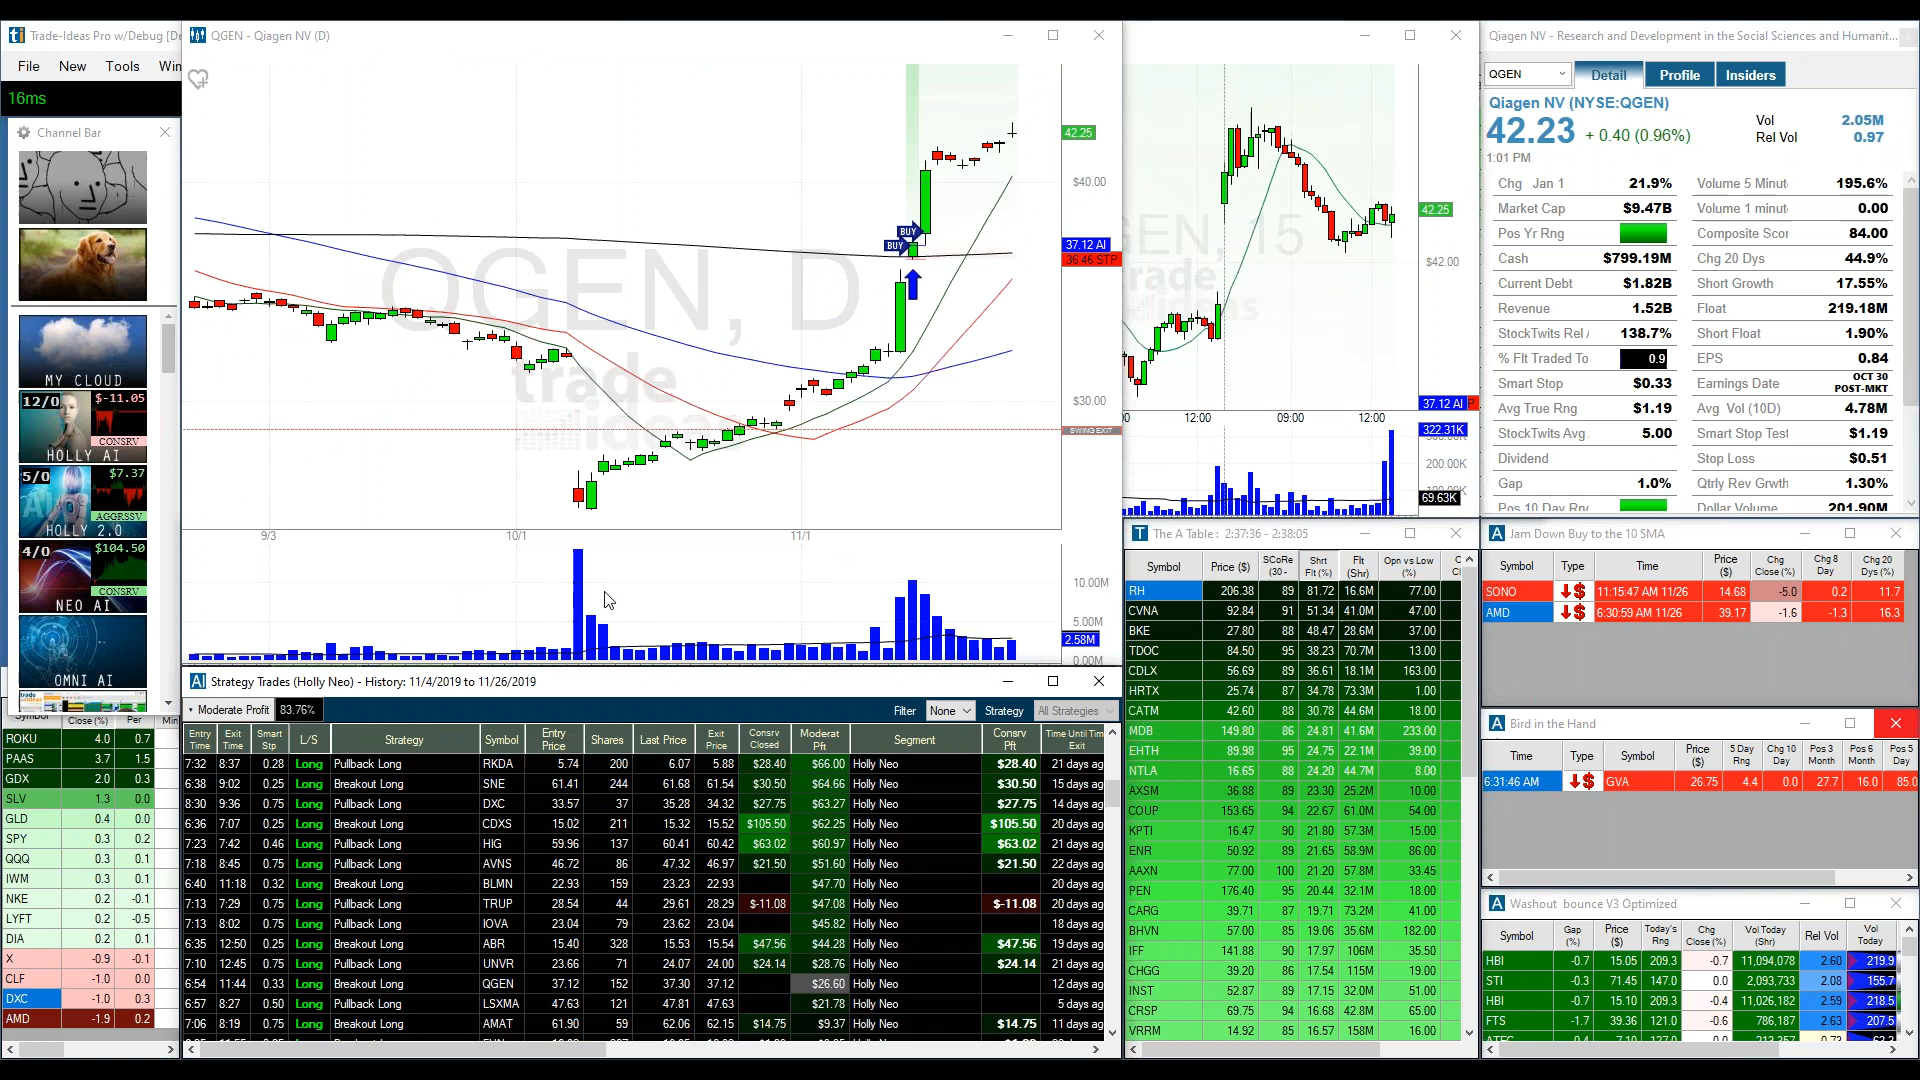 Trade-Ideas Pro w/Debug [De
File New Tools Win
16ms
Channel Bar
MY CLOUD
12/0 $-11.05
CONSRV
HOLLY AI
5/0 $7.37
AGGRSSV
HOLLY 2.0
4/0 $104.50
CONSRV
NEO AI
OMNI AI
Symbol Close (%) Per Min
ROKU 4.0 0.7
PAAS 3.7 1.5
GDX 2.0 0.3
SLV 1.3 0.0
GLD 0.4 0.0
SPY 0.3 0.2
QQQ 0.3 0.1
IWM 0.3 0.1
NKE 0.2 -0.1
LYFT 0.2 -0.5
DIA 0.2 0.1
X -0.9 -0.1
CLF -1.0 0.0
DXC -1.0 0.3
AMD -1.9 0.2
QGEN - Qiagen NV (D)
QGEN, D
trade
ideas
BUY
BUY
42.25
$40.00
37.12 AI
36.46 STP
$30.00
SWING EXIT
9/3 10/1 11/1
10.00M
5.00M
2.58M
0.00M
Strategy Trades (Holly Neo) - History: 11/4/2019 to 11/26/2019
Moderate Profit 83.76% Filter None Strategy All Strategies
Entry Time Exit Time Smart Stp L/S Strategy Symbol Entry Price Shares Last Price Exit Price Consrv Closed Moderat Pft Segment Consrv Pft Time Until Tim Exit
7:32 8:37 0.28 Long Pullback Long RKDA 5.74 200 6.07 5.88 $28.40 $66.00 Holly Neo $28.40 21 days ag
6:38 9:02 0.25 Long Breakout Long SNE 61.41 244 61.68 61.54 $30.50 $64.66 Holly Neo $30.50 15 days ag
8:30 9:36 0.75 Long Pullback Long DXC 33.57 37 35.28 34.32 $27.75 $63.27 Holly Neo $27.75 14 days ag
6:36 7:07 0.25 Long Breakout Long CDXS 15.02 211 15.32 15.52 $105.50 $62.25 Holly Neo $105.50 20 days ag
7:23 7:42 0.46 Long Breakout Long HIG 59.96 137 60.41 60.42 $63.02 $60.97 Holly Neo $63.02 21 days ag
7:18 8:45 0.75 Long Pullback Long AVNS 46.72 86 47.32 46.97 $21.50 $51.60 Holly Neo $21.50 22 days ag
6:40 11:18 0.32 Long Breakout Long BLMN 22.93 159 23.23 22.93 $47.70 Holly Neo 20 days ag
7:13 7:29 0.75 Long Pullback Long TRUP 28.54 44 29.61 28.29 $-11.08 $47.08 Holly Neo $-11.08 20 days ag
7:13 8:02 0.75 Long Pullback Long IOVA 23.04 79 23.62 23.04 $45.82 Holly Neo 18 days ag
6:35 12:50 0.25 Long Breakout Long ABR 15.40 328 15.53 15.54 $47.56 $44.28 Holly Neo $47.56 19 days ag
7:10 12:45 0.75 Long Pullback Long UNVR 23.66 71 24.07 24.00 $24.14 $28.76 Holly Neo $24.14 21 days ag
6:54 11:44 0.33 Long Breakout Long QGEN 37.12 152 37.30 37.12 $26.60 Holly Neo 12 days ag
6:57 8:27 0.50 Long Pullback Long LSXMA 47.63 121 47.81 47.63 $21.78 Holly Neo 5 days ag
7:06 8:19 0.75 Long Breakout Long AMAT 61.90 59 62.06 62.15 $14.75 $9.37 Holly Neo $14.75 11 days ag
GEN, 15
trade
42.25
$42.00
37.12 AI
12:00 09:00 12:00
322.31K
200.00K
69.63K
The A Table : 2:37:36 - 2:38:05
Symbol Price ($) SCoRe (30 - Shrt Flt (%) Flt (Shr) Opn vs Low (%)
RH 206.38 89 81.72 16.6M 77.00
CVNA 92.84 91 51.34 41.0M 47.00
BKE 27.80 88 48.47 28.6M 37.00
TDOC 84.50 95 38.23 70.7M 13.00
CDLX 56.69 89 36.61 18.1M 163.00
HRTX 25.74 87 34.78 73.3M 1.00
CATM 42.60 88 30.78 44.6M 18.00
MDB 149.80 86 24.81 41.6M 233.00
EHTH 89.98 95 24.75 22.1M 39.00
NTLA 16.65 88 24.20 44.7M 8.00
AXSM 36.88 89 23.30 25.2M 10.00
COUP 153.65 94 22.67 61.0M 54.00
KPTI 16.47 90 21.80 57.3M 15.00
ENR 50.92 89 21.65 58.9M 86.00
AAXN 77.00 100 21.20 57.8M 33.45
PEN 176.40 95 20.44 32.1M 18.00
CARG 39.71 87 19.71 73.2M 41.00
BHVN 57.00 85 19.06 35.6M 182.00
IFF 141.88 90 17.97 106M 35.50
CHGG 39.20 86 17.54 115M 19.00
INST 52.87 89 17.15 32.0M 51.00
CRSP 69.75 94 16.68 42.8M 65.00
VRRM 14.92 85 16.57 158M 16.00
Qiagen NV - Research and Development in the Social Sciences and Humanit...
QGEN Detail Profile Insiders
Qiagen NV (NYSE:QGEN)
42.23 + 0.40 (0.96%)
Vol 2.05M
Rel Vol 0.97
1:01 PM
Chg Jan 1 21.9% Volume 5 Minut 195.6%
Market Cap $9.47B Volume 1 minut 0.00
Pos Yr Rng Composite Scor 84.00
Cash $799.19M Chg 20 Dys 44.9%
Current Debt $1.82B Short Growth 17.55%
Revenue 1.52B Float 219.18M
StockTwits Rel 138.7% Short Float 1.90%
% Flt Traded To 0.9 EPS 0.84
Smart Stop $0.33 Earnings Date OCT 30 POST-MKT
Avg True Rng $1.19 Avg Vol (10D) 4.78M
StockTwits Avg 5.00 Smart Stop Test $1.19
Dividend Stop Loss $0.51
Gap 1.0% Qtrly Rev Grwth 1.30%
Pos 10 Day Rng Dollar Volume 201.90M
Jam Down Buy to the 10 SMA
Symbol Type Time Price ($) Chg Close (%) Chg 8 Day Chg 20 Dys (%)
SONO 11:15:47 AM 11/26 14.68 -5.0 0.2 11.7
AMD 6:30:59 AM 11/26 39.17 -1.6 -1.3 16.3
Bird in the Hand
Time Type Symbol Price ($) 5 Day Rng Chg 10 Day Pos 3 Month Pos 6 Month Pos 5 Day
6:31:46 AM GVA 26.75 4.4 0.0 27.7 16.0 85.0
Washout bounce V3 Optimized
Symbol Gap (%) Price ($) Today's Rng Chg Close (%) Vol Today (Shr) Rel Vol Vol Today
HBI -0.7 15.05 209.3 -0.7 11,094,078 2.60 219.9
STI -0.3 71.45 147.0 0.0 2,093,733 2.08 155.7
HBI -0.7 15.10 209.3 -0.4 11,026,182 2.59 218.5
FTS -1.7 39.36 121.0 -0.6 786,187 2.63 207.5